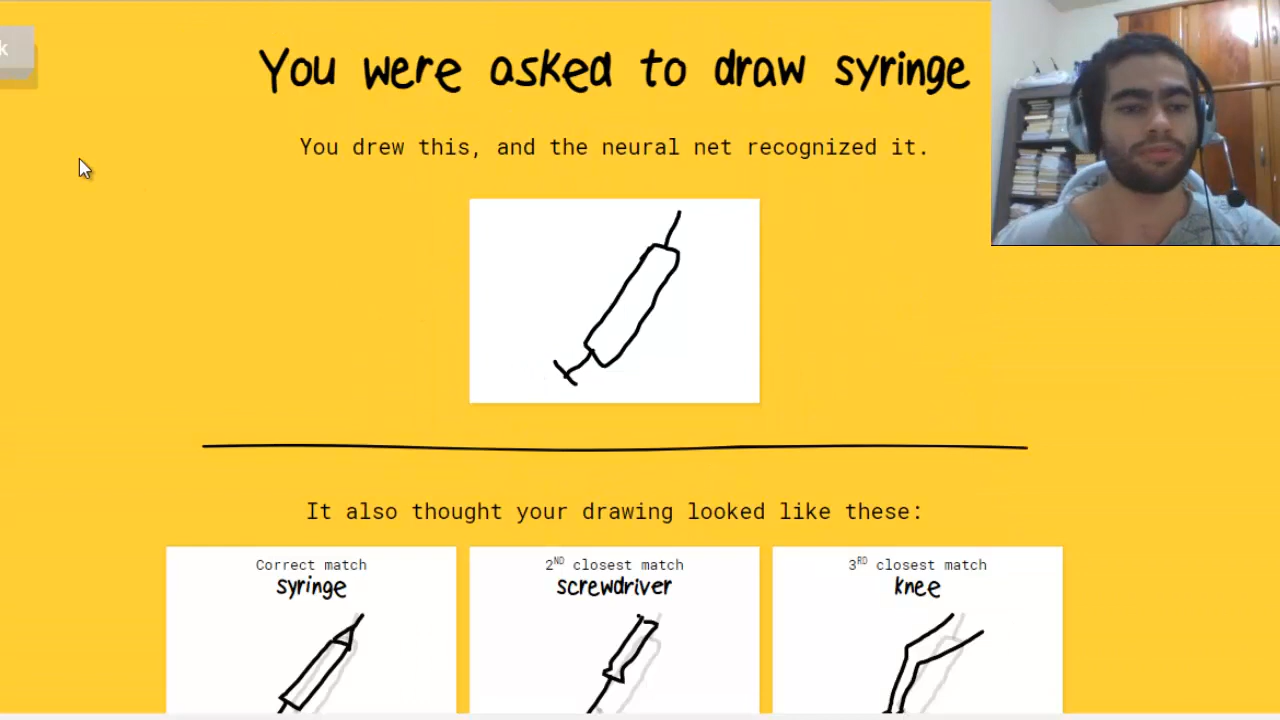 k
You were asked to draw syringe
You drew this, and the neural net recognized it.
It also thought your drawing looked like these:
Correct match
syringe
2ND closest match
screwdriver
3RD closest match
knee